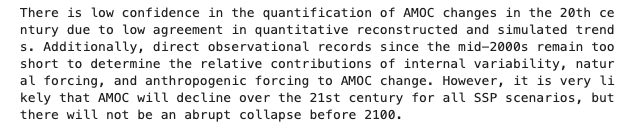 There is low confidence in the quantification of AMOC changes in the 20th ce
ntury due to low agreement in quantitative reconstructed and simulated trend
s. Additionally, direct observational records since the mid-2000s remain too
short to determine the relative contributions of internal variability, natur
al forcing, and anthropogenic forcing to AMOC change. However, it is very li
kely that AMOC will decline over the 21st century for all SSP scenarios, but
there will not be an abrupt collapse before 2100.